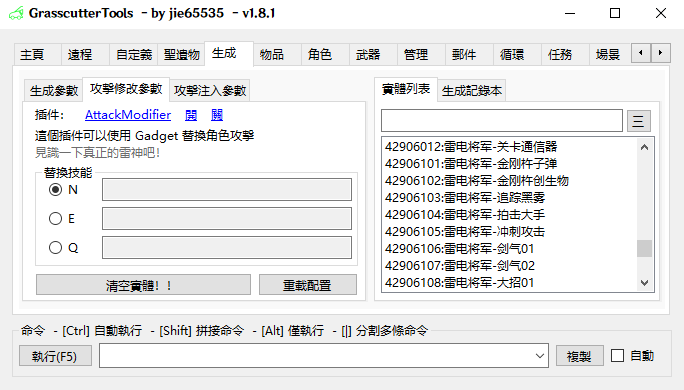 GrasscutterTools - by jie65535 - v1.8.1
主頁 遠程 自定義 聖遺物 生成 物品 角色 武器 管理 郵件 循環 任務 場景
生成參數 攻擊修改參數 攻擊注入參數
插件: AttackModifier 開 關
這個插件可以使用 Gadget 替換角色攻擊
見識一下真正的雷神吧!
替換技能
N
E
Q
清空實體!! 重載配置
實體列表 生成記錄本
三
42906012:雷电将军-关卡通信器
42906101:雷电将军-金刚杵子弹
42906102:雷电将军-金刚杵创生物
42906103:雷电将军-追踪黑雾
42906104:雷电将军-拍击大手
42906105:雷电将军-冲刺攻击
42906106:雷电将军-剑气01
42906107:雷电将军-剑气02
42906108:雷电将军-大招01
命令 - [Ctrl] 自動執行 - [Shift] 拼接命令 - [Alt] 僅執行 - [|] 分割多條命令
執行(F5) 複製 自動